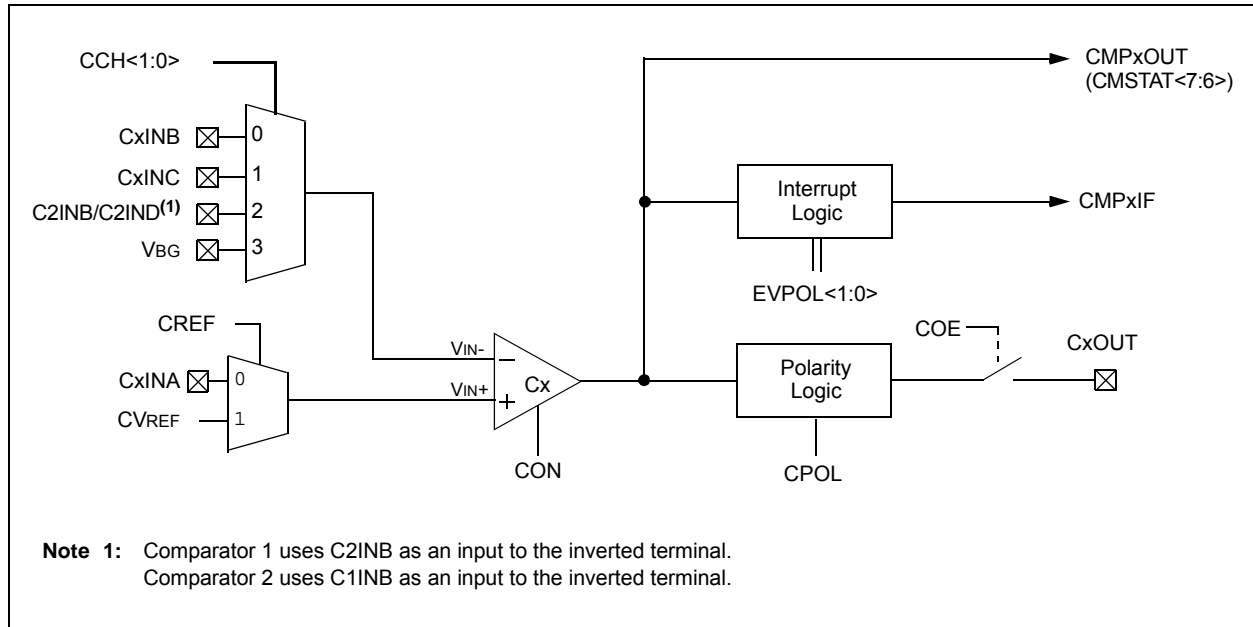 CCH<1:0>
CxINB
0
CxINC
1
C2INB/C2IND(1)
2
VBG
3
CREF
CxINA
0
CVREF
1
VIN-
VIN+
–
+
Cx
CON
CMPxOUT
(CMSTAT<7:6>)
Interrupt
Logic
CMPxIF
EVPOL<1:0>
COE
CxOUT
Polarity
Logic
CPOL
Note 1: Comparator 1 uses C2INB as an input to the inverted terminal.
Comparator 2 uses C1INB as an input to the inverted terminal.